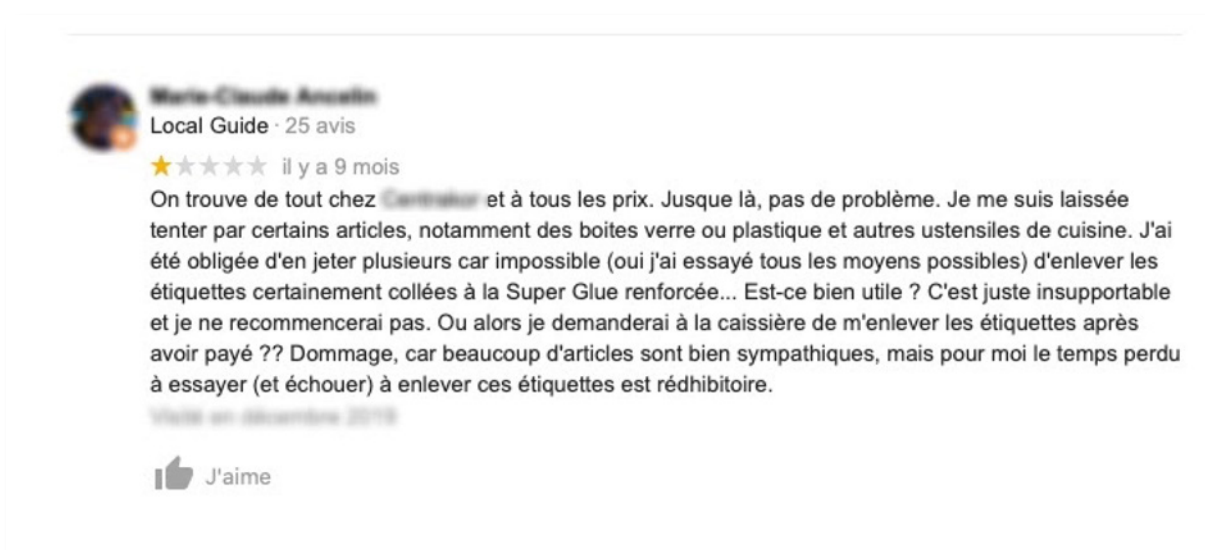 Local Guide · 25 avis
il y a 9 mois
On trouve de tout chez et à tous les prix. Jusque là, pas de problème. Je me suis laissée
tenter par certains articles, notamment des boites verre ou plastique et autres ustensiles de cuisine. J'ai
été obligée d'en jeter plusieurs car impossible (oui j'ai essayé tous les moyens possibles) d'enlever les
étiquettes certainement collées à la Super Glue renforcée... Est-ce bien utile ? C'est juste insupportable
et je ne recommencerai pas. Ou alors je demanderai à la caissière de m'enlever les étiquettes après
avoir payé ?? Dommage, car beaucoup d'articles sont bien sympathiques, mais pour moi le temps perdu
à essayer (et échouer) à enlever ces étiquettes est rédhibitoire.
J'aime